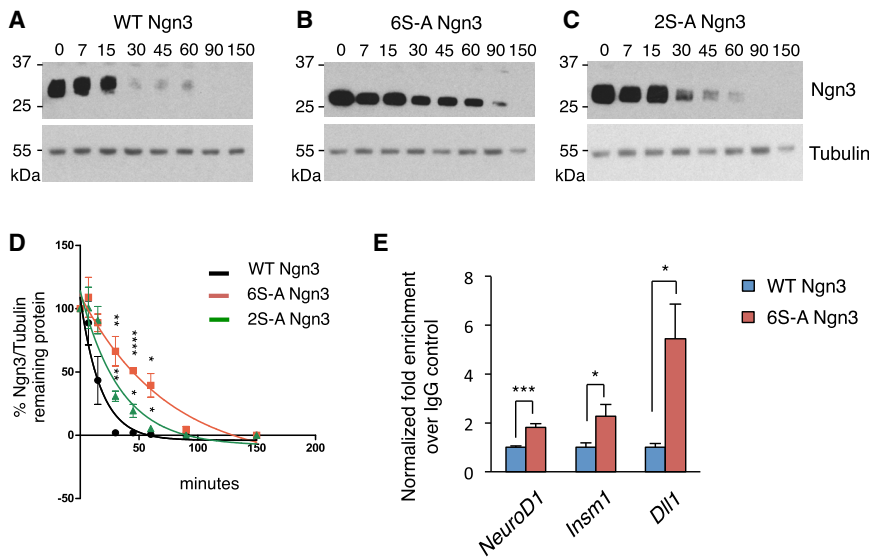 A
WT Ngn3
0 7 15 30 45 60 90 150
37
25
55
kDa
B
6S-A Ngn3
0 7 15 30 45 60 90 150
37
25
55
kDa
C
2S-A Ngn3
0 7 15 30 45 60 90 150
37
25
55
kDa
Ngn3
Tubulin
D
% Ngn3/Tubulin
remaining protein
150
100
50
0
-50
50 100 150 200
minutes
WT Ngn3
6S-A Ngn3
2S-A Ngn3
**
****
*
**
*
*
E
Normalized fold enrichment
over IgG control
8
6
4
2
0
***
*
*
NeuroD1
Insm1
Dll1
WT Ngn3
6S-A Ngn3